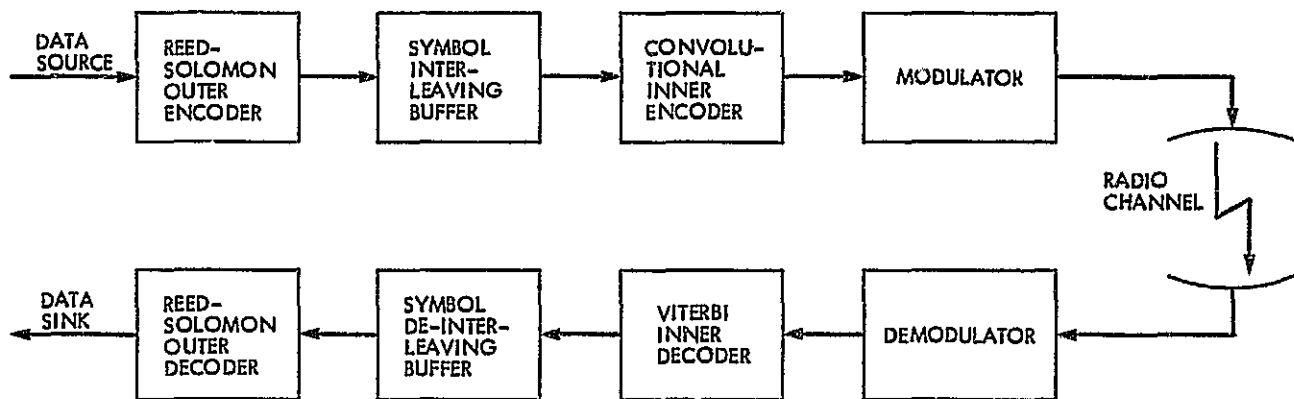 DATA
SOURCE
REED-
SOLOMON
OUTER
ENCODER
SYMBOL
INTER-
LEAVING
BUFFER
CONVOLU-
TIONAL
INNER
ENCODER
MODULATOR
RADIO
CHANNEL
DATA
SINK
REED-
SOLOMON
OUTER
DECODER
SYMBOL
DE-INTER-
LEAVING
BUFFER
VITERBI
INNER
DECODER
DEMODULATOR